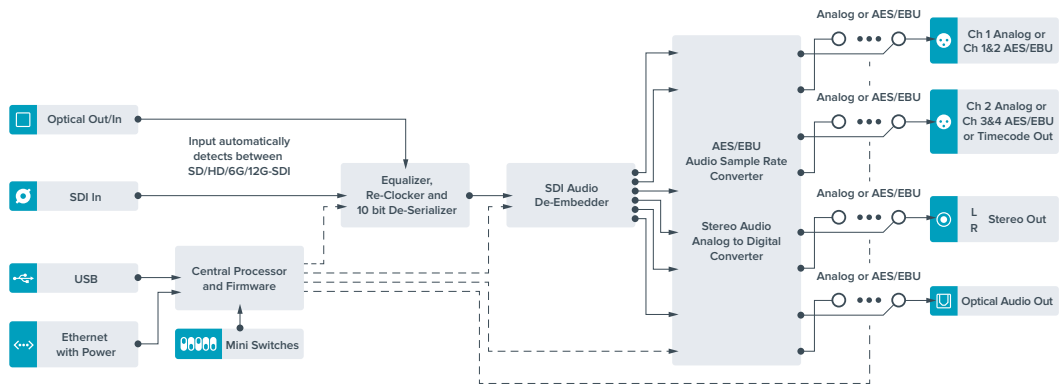 Optical Out/In
SDI In
USB
Ethernet
with Power
Input automatically
detects between
SD/HD/6G/12G-SDI
Central Processor
and Firmware
Mini Switches
Equalizer,
Re-Clocker and
10 bit De-Serializer
SDI Audio
De-Embedder
AES/EBU
Audio Sample Rate
Converter
Stereo Audio
Analog to Digital
Converter
Analog or AES/EBU
Ch 1 Analog or
Ch 1&2 AES/EBU
Analog or AES/EBU
Ch 2 Analog or
Ch 3&4 AES/EBU
or Timecode Out
Analog or AES/EBU
L
R
Stereo Out
Analog or AES/EBU
Optical Audio Out